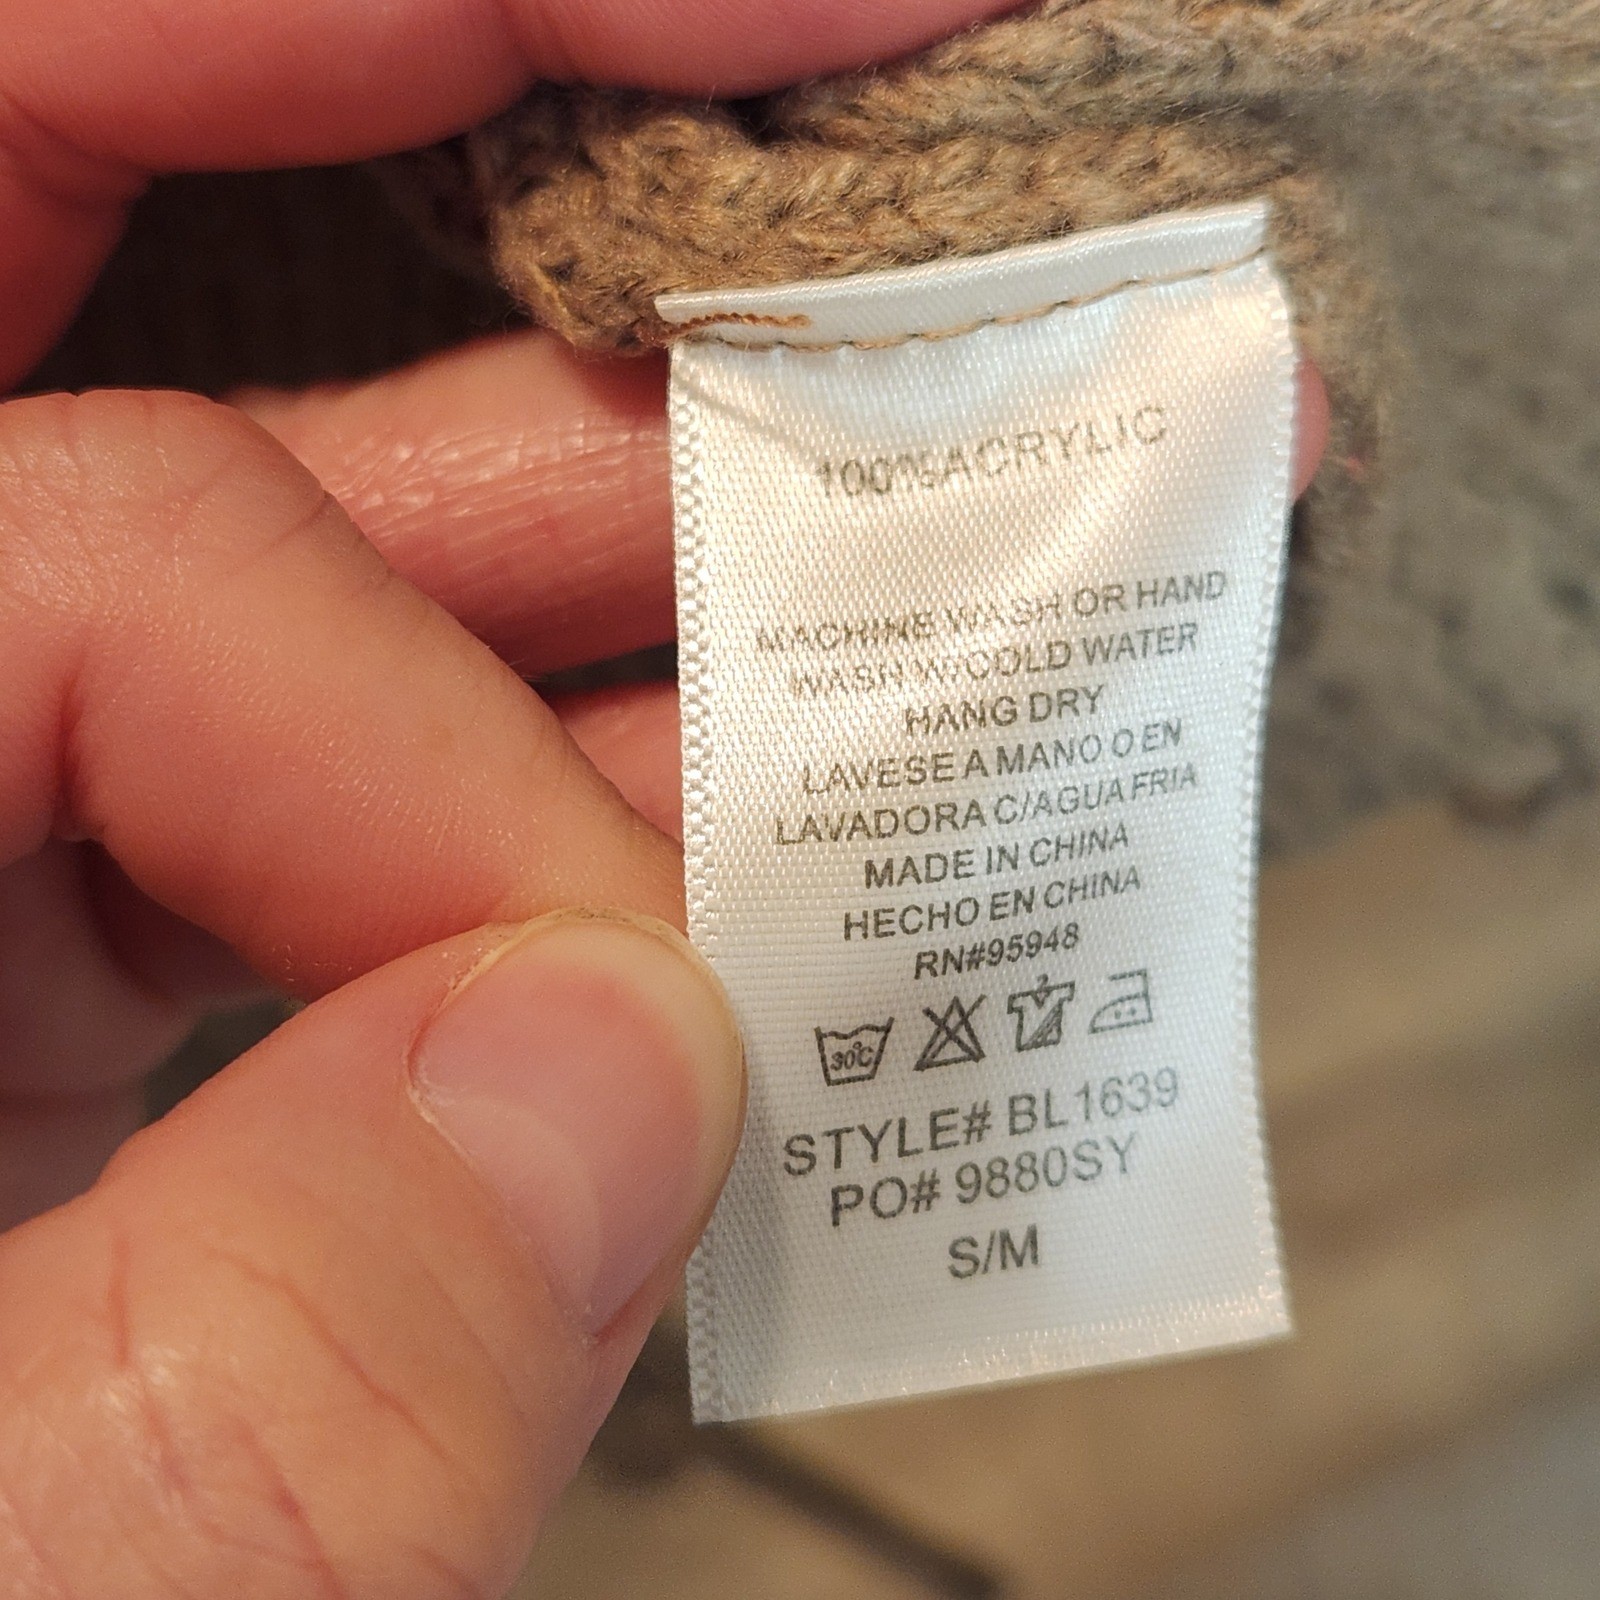 100%ACRYLIC
MACHINE WASH OR HAND
WASH W/COLD WATER
HANG DRY
LAVESE A MANO O EN
LAVADORA C/AGUA FRIA
MADE IN CHINA
HECHO EN CHINA
RN#95948
30°C
STYLE# BL1639
PO# 9880SY
S/M